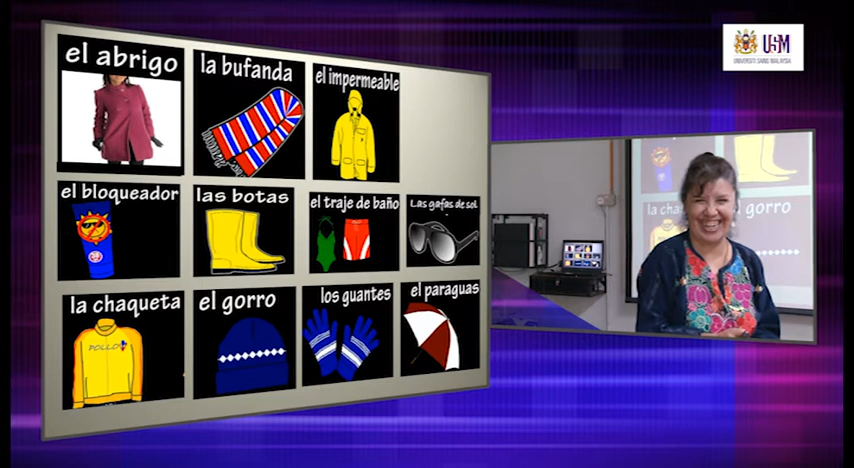 el abrigo
la bufanda
el impermeable
el bloqueador
las botas
el traje de baño
Las gafas de sol
la chaqueta
el gorro
los guantes
el paraguas
POLLO
USM
UNIVERSITI SAINS MALAYSIA
la cha
el gorro